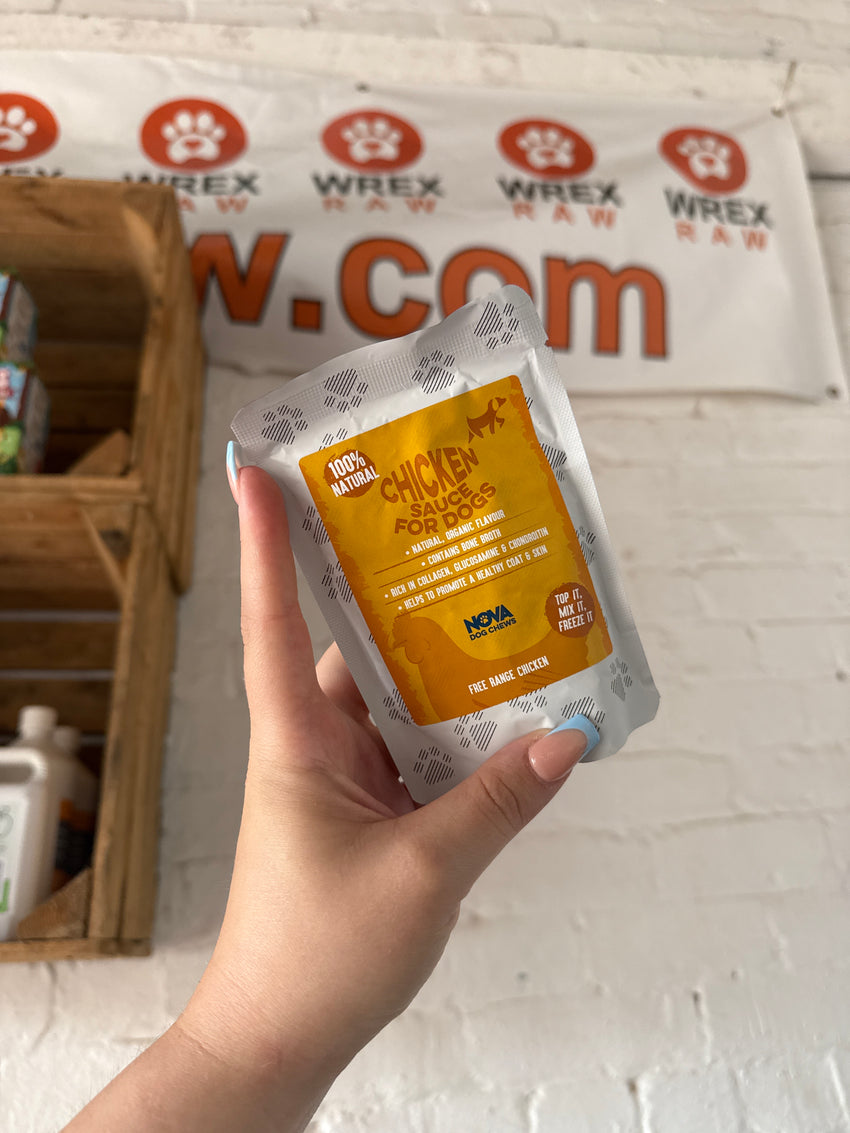 WREX
RAW
WREX
RAW
WREX
RAW
WREX
RAW
WREX
w.com
100%
NATURAL
CHICKEN
SAUCE
FOR DOGS
• NATURAL, ORGANIC FLAVOUR
• CONTAINS BONE BROTH
• RICH IN COLLAGEN, GLUCOSAMINE & CHONDROITIN
• HELPS TO PROMOTE A HEALTHY COAT & SKIN
NOVA
DOG CHEWS
TOP IT,
MIX IT,
FREEZE IT
FREE RANGE CHICKEN